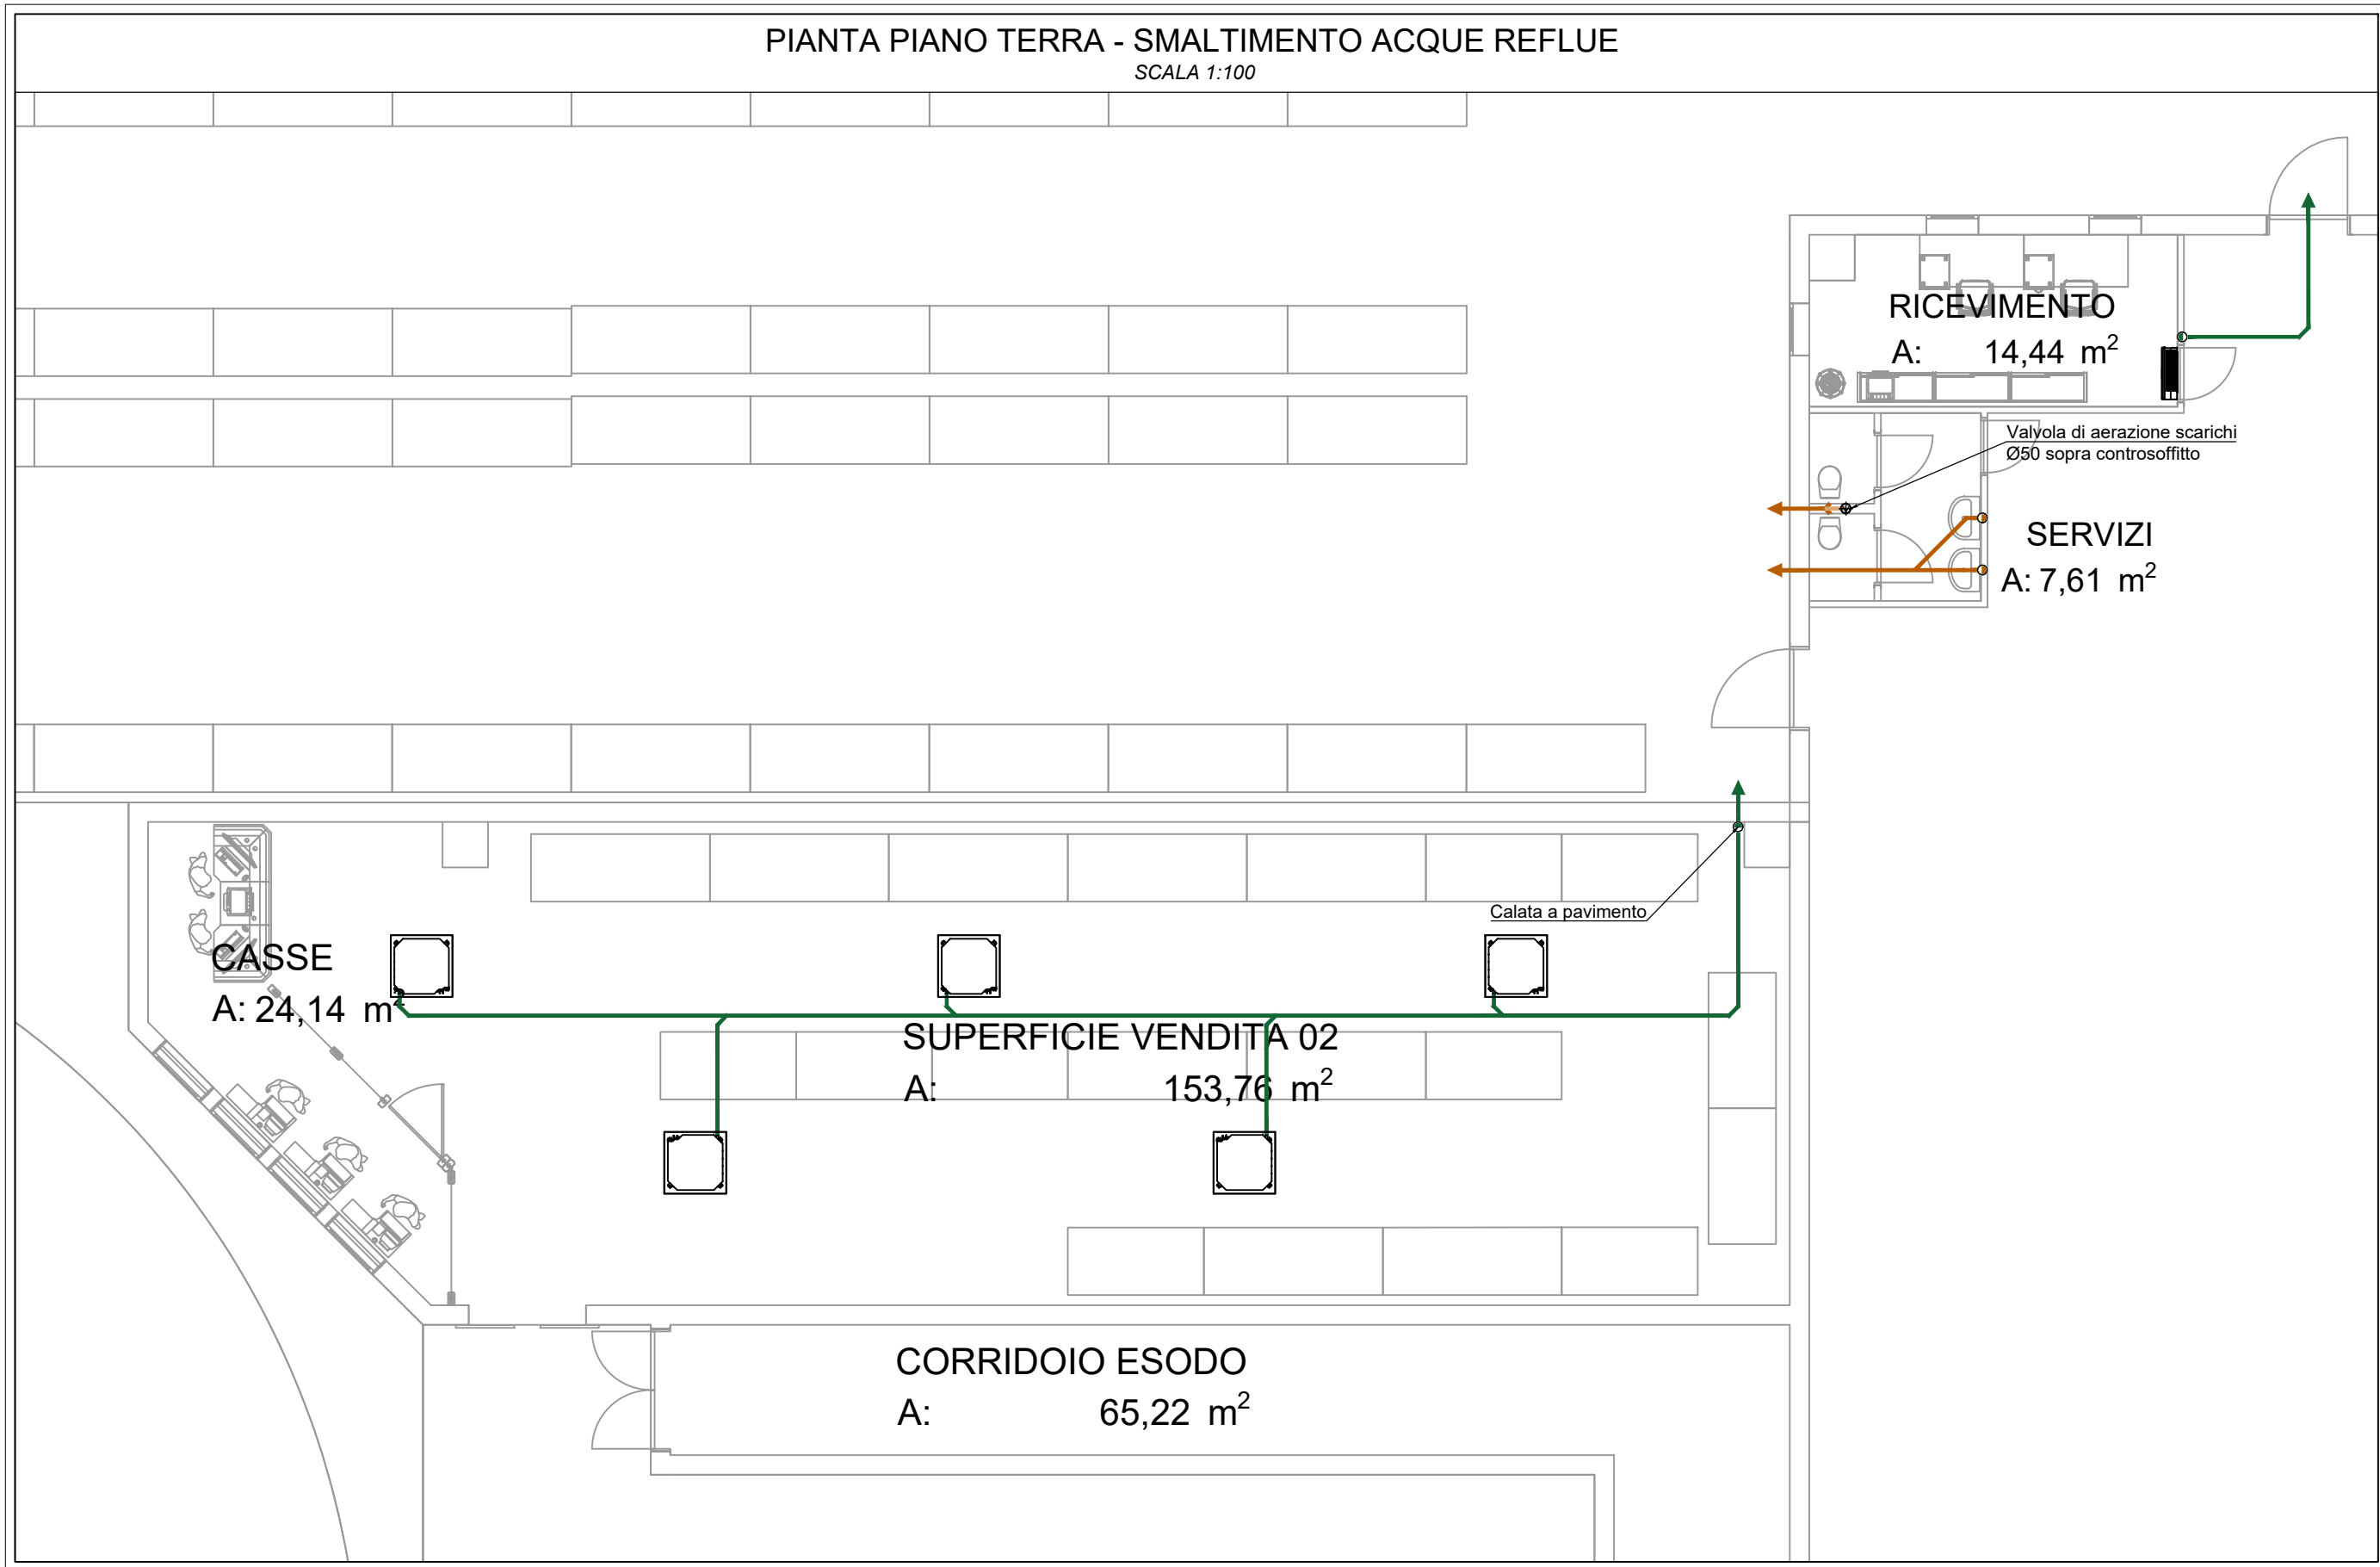 PIANTA PIANO TERRA - SMALTIMENTO ACQUE REFLUE
SCALA 1:100
RICEVIMENTO
A: 14,44 m²
Valvola di aerazione scarichi
Ø50 sopra controsoffitto
SERVIZI
A: 7,61 m²
Calata a pavimento
CASSE
A: 24,14 m²
SUPERFICIE VENDITA 02
A: 153,76 m²
CORRIDOIO ESODO
A: 65,22 m²